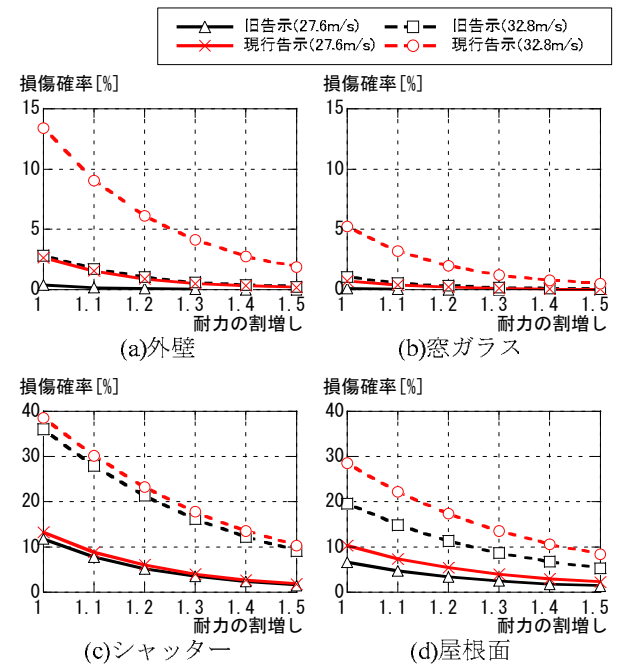 旧告示(27.6m/s) 旧告示(32.8m/s)
現行告示(27.6m/s) 現行告示(32.8m/s)
損傷確率[%] 損傷確率[%]
15 15
10 10
5 5
0 0
1 1.1 1.2 1.3 1.4 1.5 1 1.1 1.2 1.3 1.4 1.5
耐力の割増し 耐力の割増し
(a)外壁 (b)窓ガラス
損傷確率[%] 損傷確率[%]
40 40
30 30
20 20
10 10
0 0
1 1.1 1.2 1.3 1.4 1.5 1 1.1 1.2 1.3 1.4 1.5
耐力の割増し 耐力の割増し
(c)シャッター (d)屋根面